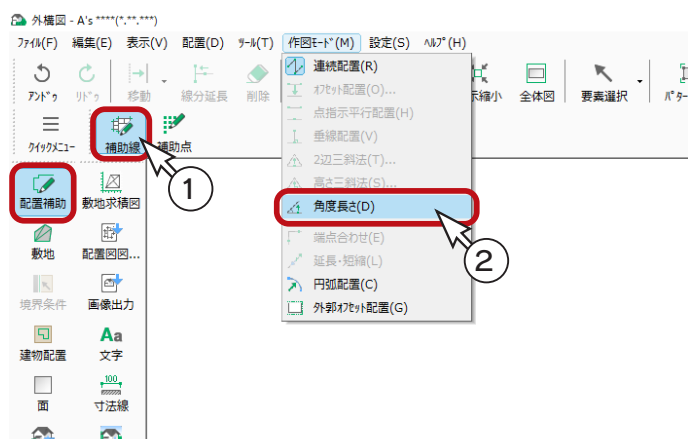 外構図 - A's ****(*.**.***)
ﾌｧｲﾙ(F) 編集(E) 表示(V) 配置(D) ﾂｰﾙ(T) 作図ﾓｰﾄﾞ(M) 設定(S) ﾍﾙﾌﾟ(H)
ｱﾝﾄﾞｩ ﾘﾄﾞｩ 移動 線分延長 削除 示縮小 全体図 要素選択 ﾊﾟﾀｰ
ｸｲｯｸﾒﾆｭｰ 補助線 補助点
連続配置(R)
ｵﾌｾｯﾄ配置(O)...
点指示平行配置(H)
垂線配置(V)
2辺三斜法(T)...
高さ三斜法(S)...
角度長さ(D)
端点合わせ(E)
延長・短縮(L)
円弧配置(C)
外郭ｵﾌｾｯﾄ配置(G)
1
2
配置補助 敷地求積図
敷地 配置図図...
境界条件 画像出力
Aa
建物配置 文字
100
面 寸法線